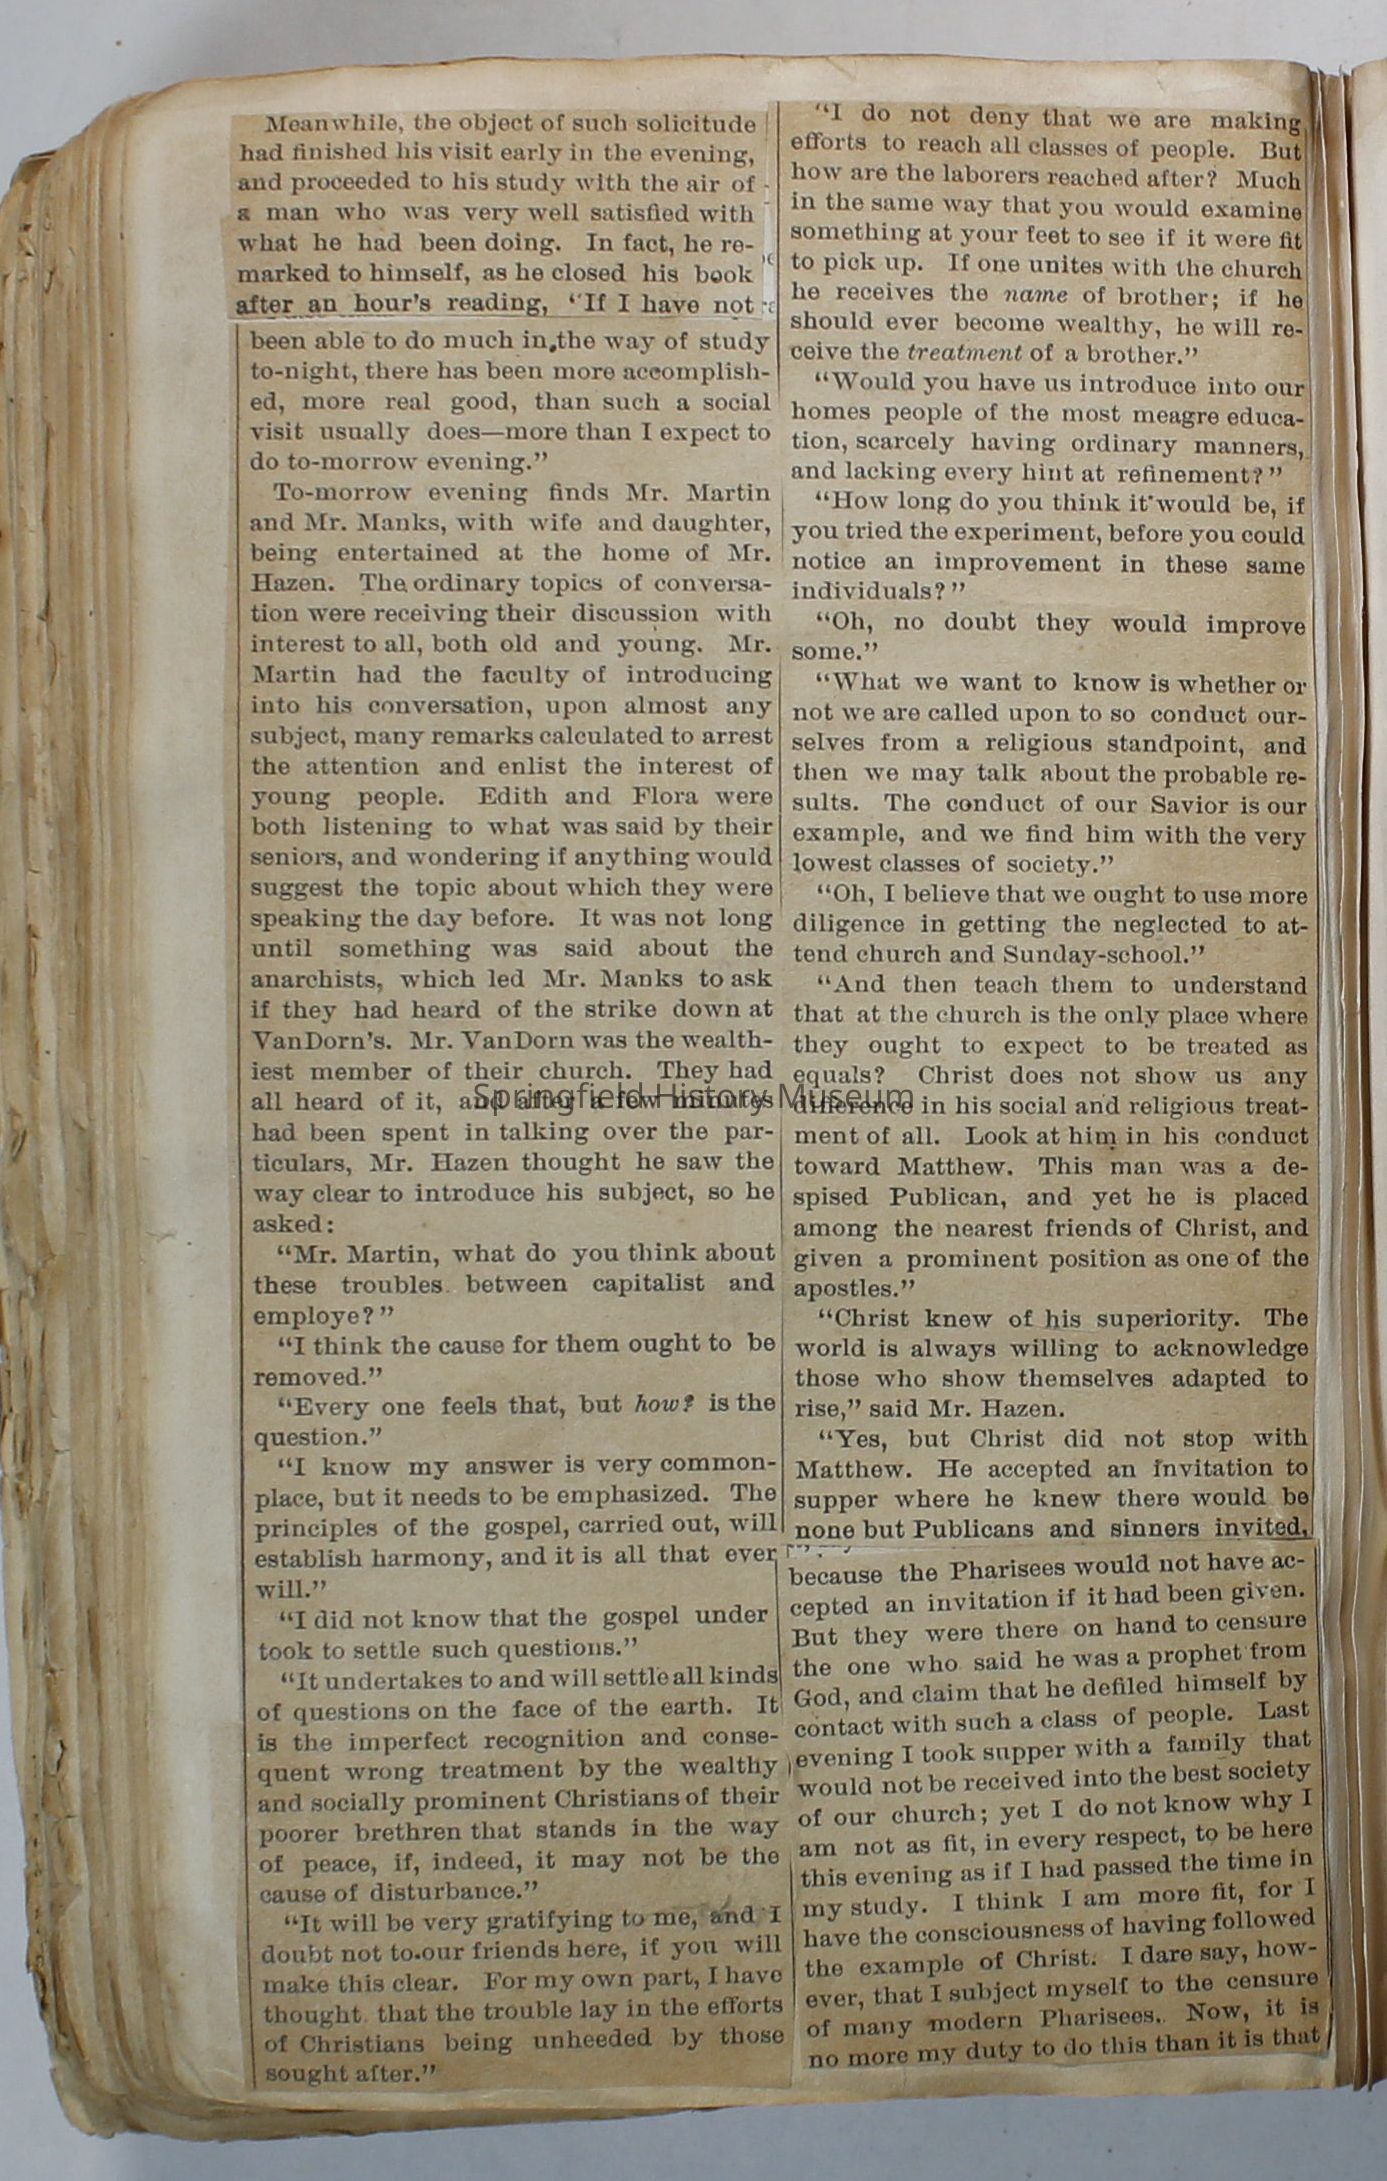 Meanwhile, the object of such solicitude
had finished his visit early in the evening,
and proceeded to his study with the air of
a man who was very well satisfied with
what he had been doing. In fact, he re-
marked to himself, as he closed his book
after an hour's reading, "If I have not
been able to do much in the way of study
to-night, there has been more accomplish-
ed, more real good, than such a social
visit usually does—more than I expect to
do to-morrow evening."
To-morrow evening finds Mr. Martin
and Mr. Manks, with wife and daughter,
being entertained at the home of Mr.
Hazen. The ordinary topics of conversa-
tion were receiving their discussion with
interest to all, both old and young. Mr.
Martin had the faculty of introducing
into his conversation, upon almost any
subject, many remarks calculated to arrest
the attention and enlist the interest of
young people. Edith and Flora were
both listening to what was said by their
seniors, and wondering if anything would
suggest the topic about which they were
speaking the day before. It was not long
until something was said about the
anarchists, which led Mr. Manks to ask
if they had heard of the strike down at
VanDorn's. Mr. VanDorn was the wealth-
iest member of their church. They had
all heard of it, and after a few minutes
had been spent in talking over the par-
ticulars, Mr. Hazen thought he saw the
way clear to introduce his subject, so he
asked:
"Mr. Martin, what do you think about
these troubles between capitalist and
employe?"
"I think the cause for them ought to be
removed."
"Every one feels that, but how? is the
question."
"I know my answer is very common-
place, but it needs to be emphasized. The
principles of the gospel, carried out, will
establish harmony, and it is all that ever
will."
"I did not know that the gospel under
took to settle such questions."
"It undertakes to and will settle all kinds
of questions on the face of the earth. It
is the imperfect recognition and conse-
quent wrong treatment by the wealthy
and socially prominent Christians of their
poorer brethren that stands in the way
of peace, if, indeed, it may not be the
cause of disturbance."
"It will be very gratifying to me, and I
doubt not to our friends here, if you will
make this clear. For my own part, I have
thought that the trouble lay in the efforts
of Christians being unheeded by those
sought after."
"I do not deny that we are making
efforts to reach all classes of people. But
how are the laborers reached after? Much
in the same way that you would examine
something at your feet to see if it were fit
to pick up. If one unites with the church
he receives the name of brother; if he
should ever become wealthy, he will re-
ceive the treatment of a brother."
"Would you have us introduce into our
homes people of the most meagre educa-
tion, scarcely having ordinary manners,
and lacking every hint at refinement?"
"How long do you think it would be, if
you tried the experiment, before you could
notice an improvement in these same
individuals?"
"Oh, no doubt they would improve
some."
"What we want to know is whether or
not we are called upon to so conduct our-
selves from a religious standpoint, and
then we may talk about the probable re-
sults. The conduct of our Savior is our
example, and we find him with the very
lowest classes of society."
"Oh, I believe that we ought to use more
diligence in getting the neglected to at-
tend church and Sunday-school."
"And then teach them to understand
that at the church is the only place where
they ought to expect to be treated as
equals? Christ does not show us any
difference in his social and religious treat-
ment of all. Look at him in his conduct
toward Matthew. This man was a de-
spised Publican, and yet he is placed
among the nearest friends of Christ, and
given a prominent position as one of the
apostles."
"Christ knew of his superiority. The
world is always willing to acknowledge
those who show themselves adapted to
rise," said Mr. Hazen.
"Yes, but Christ did not stop with
Matthew. He accepted an invitation to
supper where he knew there would be
none but Publicans and sinners invited,
because the Pharisees would not have ac-
cepted an invitation if it had been given.
But they were there on hand to censure
the one who said he was a prophet from
God, and claim that he defiled himself by
contact with such a class of people. Last
evening I took supper with a family that
would not be received into the best society
of our church; yet I do not know why I
am not as fit, in every respect, to be here
this evening as if I had passed the time in
my study. I think I am more fit, for I
have the consciousness of having followed
the example of Christ. I dare say, how-
ever, that I subject myself to the censure
of many modern Pharisees. Now, it is
no more my duty to do this than it is that
Springfield History Museum